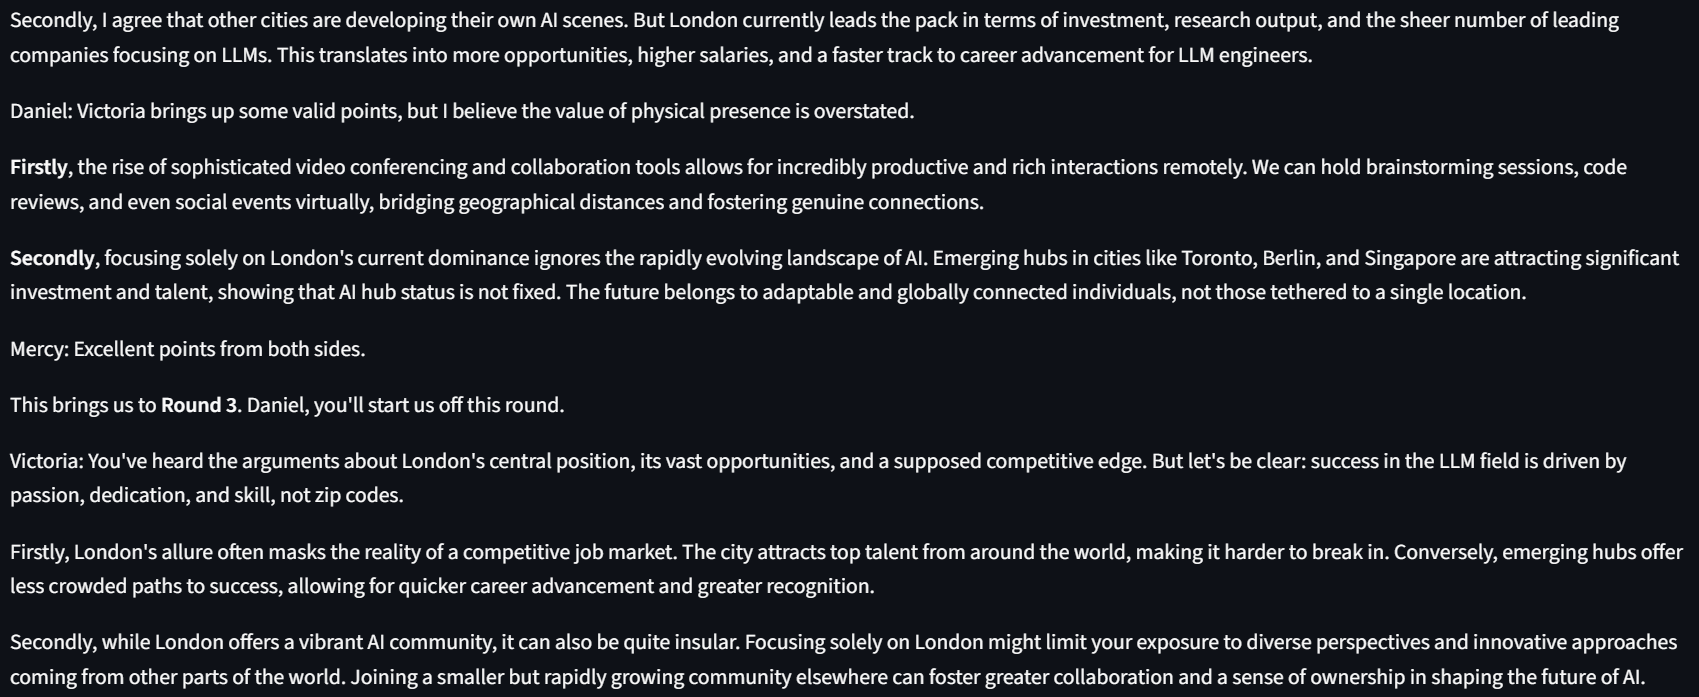 Secondly, I agree that other cities are developing their own AI scenes. But London currently leads the pack in terms of investment, research output, and the sheer number of leading
companies focusing on LLMs. This translates into more opportunities, higher salaries, and a faster track to career advancement for LLM engineers.
Daniel: Victoria brings up some valid points, but I believe the value of physical presence is overstated.
Firstly, the rise of sophisticated video conferencing and collaboration tools allows for incredibly productive and rich interactions remotely. We can hold brainstorming sessions, code
reviews, and even social events virtually, bridging geographical distances and fostering genuine connections.
Secondly, focusing solely on London's current dominance ignores the rapidly evolving landscape of AI. Emerging hubs in cities like Toronto, Berlin, and Singapore are attracting significant
investment and talent, showing that AI hub status is not fixed. The future belongs to adaptable and globally connected individuals, not those tethered to a single location.
Mercy: Excellent points from both sides.
This brings us to Round 3. Daniel, you'll start us off this round.
Victoria: You've heard the arguments about London's central position, its vast opportunities, and a supposed competitive edge. But let's be clear: success in the LLM field is driven by
passion, dedication, and skill, not zip codes.
Firstly, London's allure often masks the reality of a competitive job market. The city attracts top talent from around the world, making it harder to break in. Conversely, emerging hubs offer
less crowded paths to success, allowing for quicker career advancement and greater recognition.
Secondly, while London offers a vibrant AI community, it can also be quite insular. Focusing solely on London might limit your exposure to diverse perspectives and innovative approaches
coming from other parts of the world. Joining a smaller but rapidly growing community elsewhere can foster greater collaboration and a sense of ownership in shaping the future of AI.